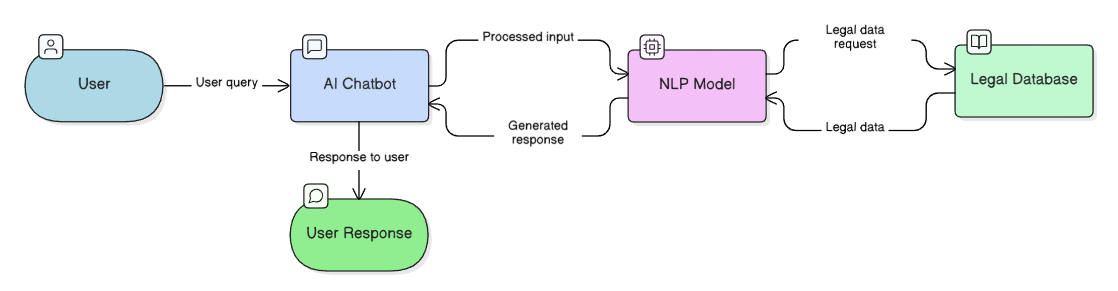 User
User query
AI Chatbot
Processed input
NLP Model
Legal data
request
Legal Database
Generated
response
Legal data
Response to user
User Response